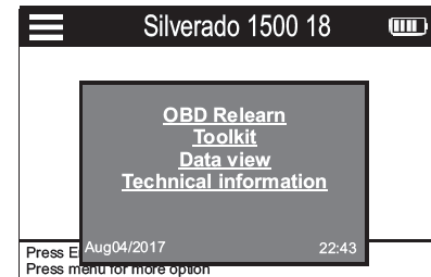 Silverado 1500 18
OBD Relearn
Toolkit
Data view
Technical information
Aug04/2017 22:43
Press E
Press menu for more option